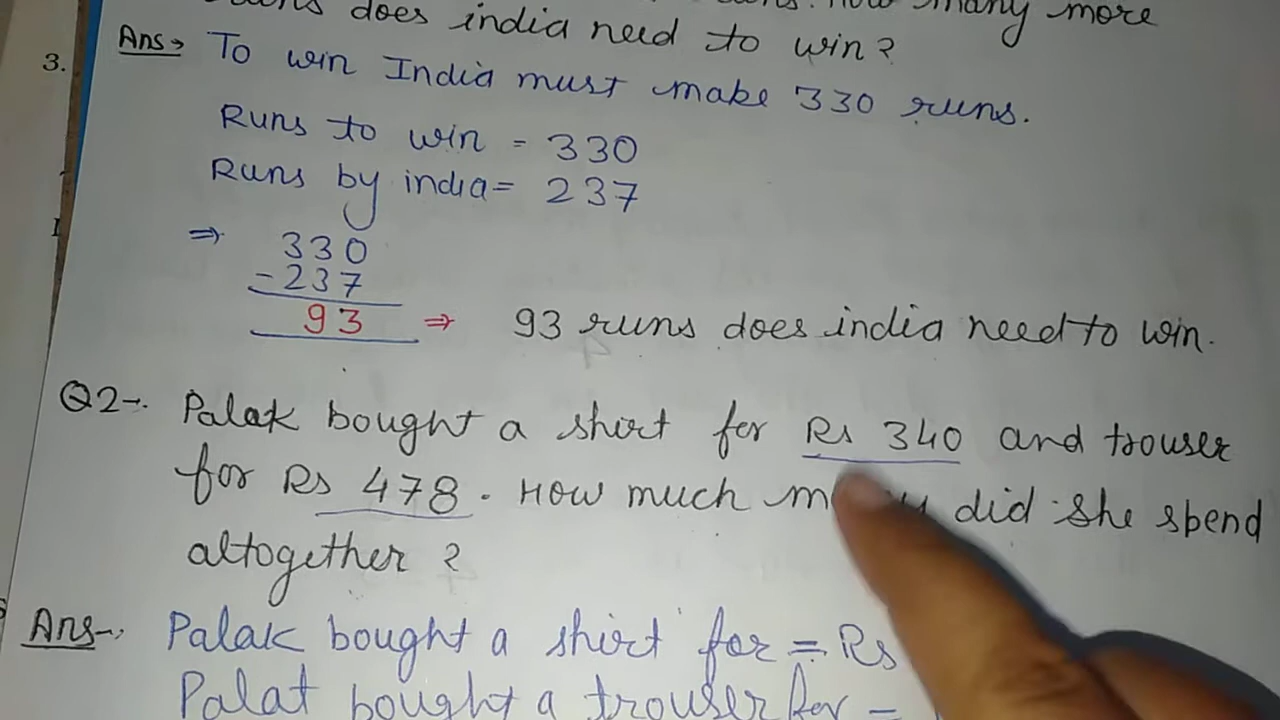 how many more
does india need to win?
3.
Ans→ To win India must make 330 runs.
Runs to win = 330
Runs by india = 237
⇒ 330
- 237
93 ⇒ 93 runs does india need to win.
Q2-. Palak bought a shirt for Rs 340 and trouser
for Rs 478. How much did she spend
altogether ?
Ans-. Palak bought a shirt for = Rs
Palat bought a trouser for =